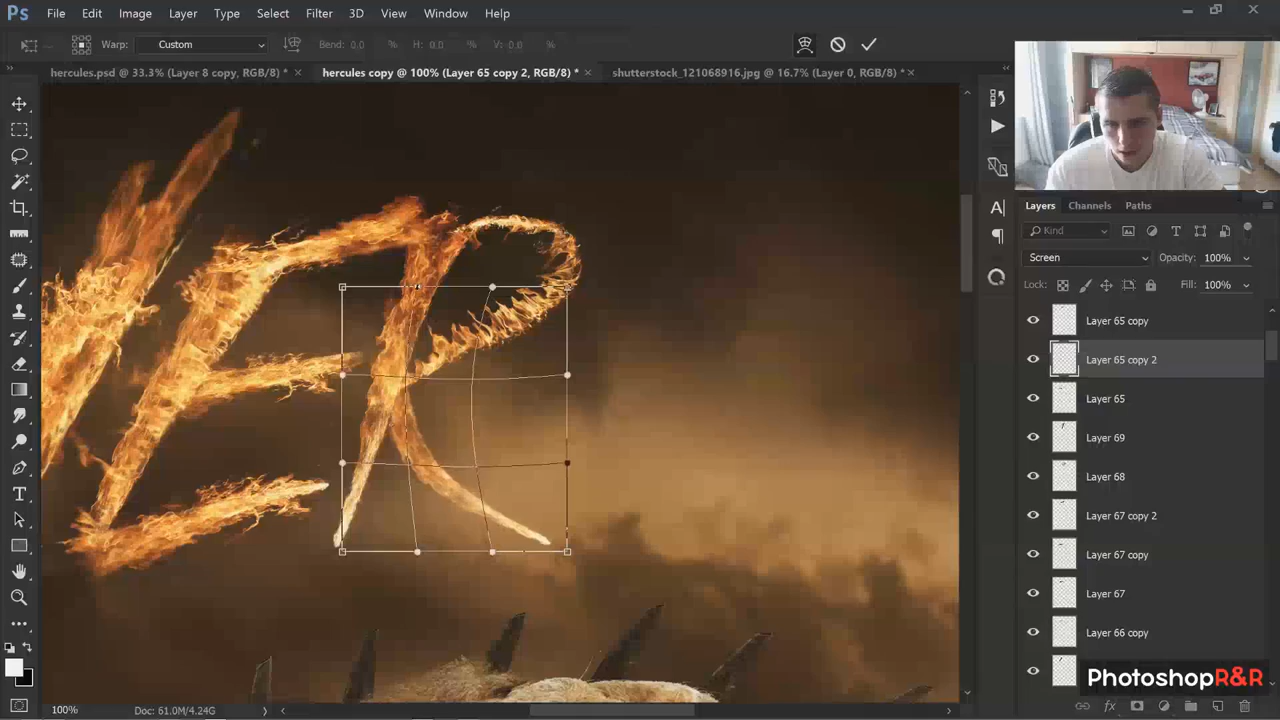 Ps File Edit Image Layer Type Select Filter 3D View Window Help
Warp: Custom Bend: 0.0 % H: 0.0 % V: 0.0 %
hercules.psd @ 33.3% (Layer 8 copy, RGB/8) * × hercules copy @ 100% (Layer 65 copy 2, RGB/8) * × shutterstock_121068916.jpg @ 16.7% (Layer 0, RGB/8) * ×
ER
Layers Channels Paths
Kind
Screen Opacity: 100%
Lock: Fill: 100%
Layer 65 copy
Layer 65 copy 2
Layer 65
Layer 69
Layer 68
Layer 67 copy 2
Layer 67 copy
Layer 67
Layer 66 copy
PhotoshopR&R
100% Doc: 61.0M/4.24G